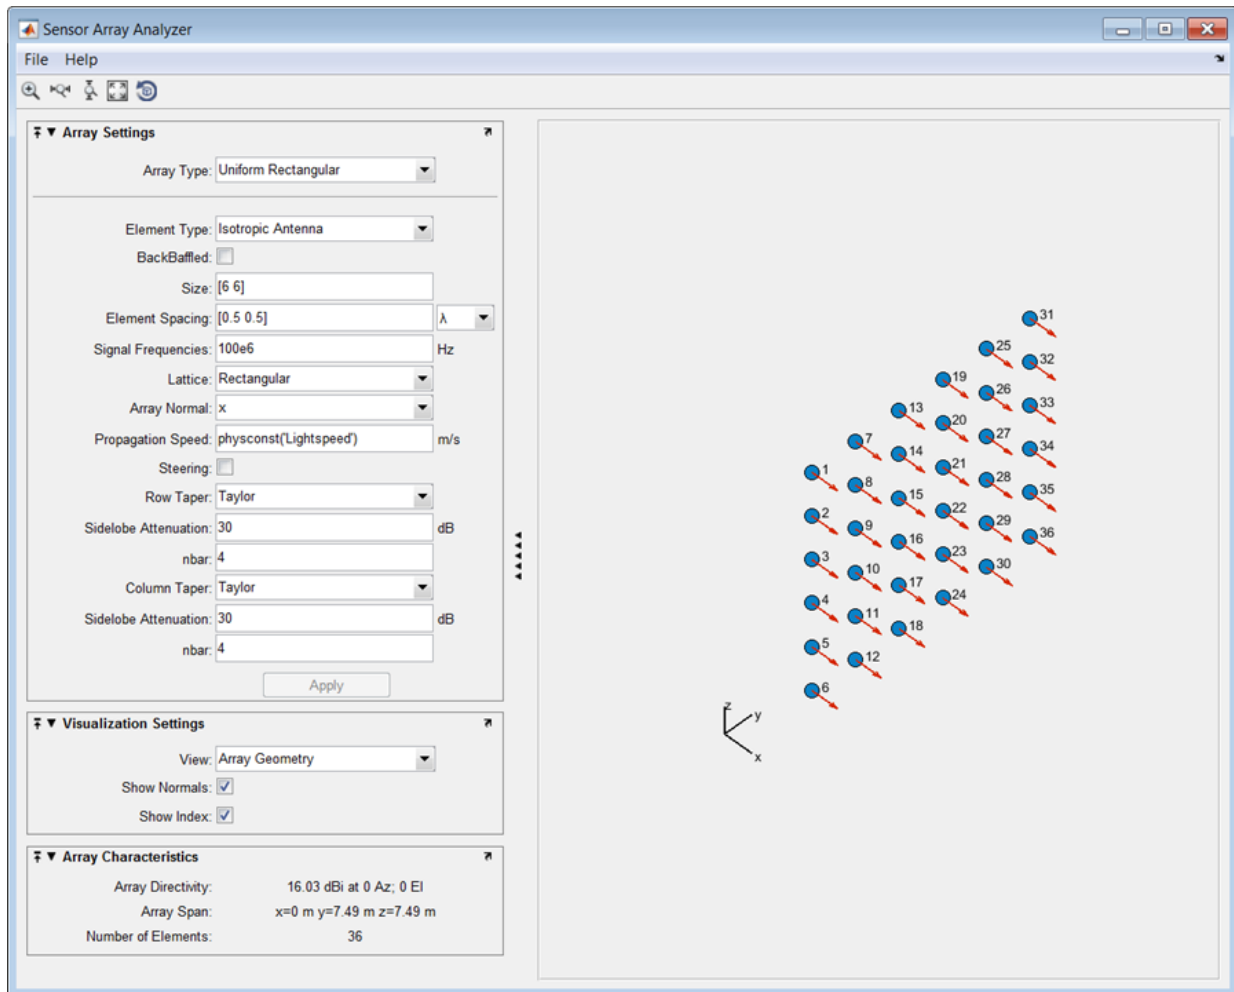 Sensor Array Analyzer
File Help
Array Settings
Array Type: Uniform Rectangular
Element Type: Isotropic Antenna
BackBaffled:
Size: [6 6]
Element Spacing: [0.5 0.5] λ
Signal Frequencies: 100e6 Hz
Lattice: Rectangular
Array Normal: x
Propagation Speed: physconst('Lightspeed') m/s
Steering:
Row Taper: Taylor
Sidelobe Attenuation: 30 dB
nbar: 4
Column Taper: Taylor
Sidelobe Attenuation: 30 dB
nbar: 4
Apply
Visualization Settings
View: Array Geometry
Show Normals:
Show Index:
Array Characteristics
Array Directivity: 16.03 dBi at 0 Az; 0 El
Array Span: x=0 m y=7.49 m z=7.49 m
Number of Elements: 36
31
25
32
19
26
13
33
20
7
27
14
34
1
21
8
28
15
35
2
22
9
29
16
36
3
23
10
30
17
4
24
11
18
5
12
6
z
y
x